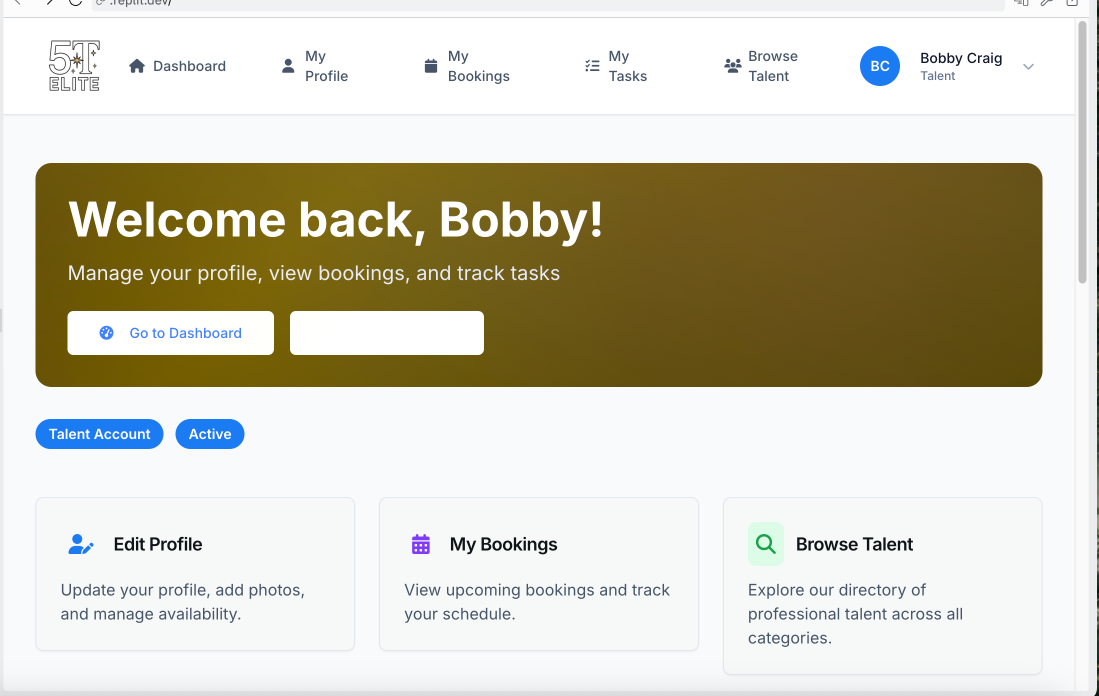 .replit.dev/
5T
ELITE
Dashboard
My
Profile
My
Bookings
My
Tasks
Browse
Talent
BC
Bobby Craig
Talent
Welcome back, Bobby!
Manage your profile, view bookings, and track tasks
Go to Dashboard
Talent Account
Active
Edit Profile
Update your profile, add photos,
and manage availability.
My Bookings
View upcoming bookings and track
your schedule.
Browse Talent
Explore our directory of
professional talent across all
categories.